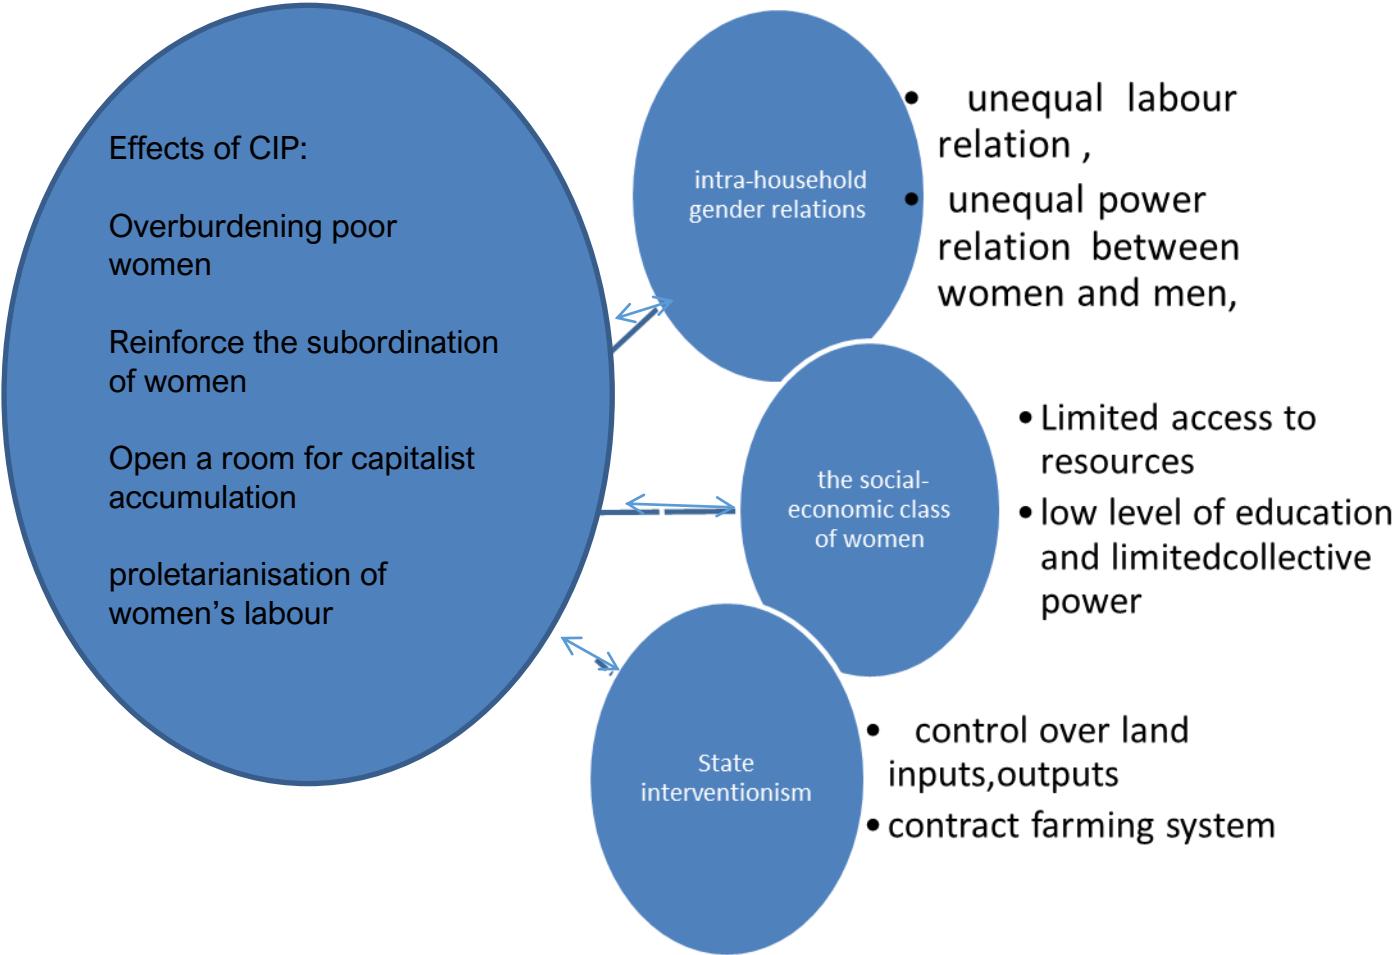 Effects of CIP:
Overburdening poor
women
Reinforce the subordination
of women
Open a room for capitalist
accumulation
proletarianisation of
women’s labour
intra-household
gender relations
• unequal labour
relation ,
• unequal power
relation between
women and men,
the social-
economic class
of women
• Limited access to
resources
• low level of education
and limitedcollective
power
State
interventionism
• control over land
inputs,outputs
• contract farming system